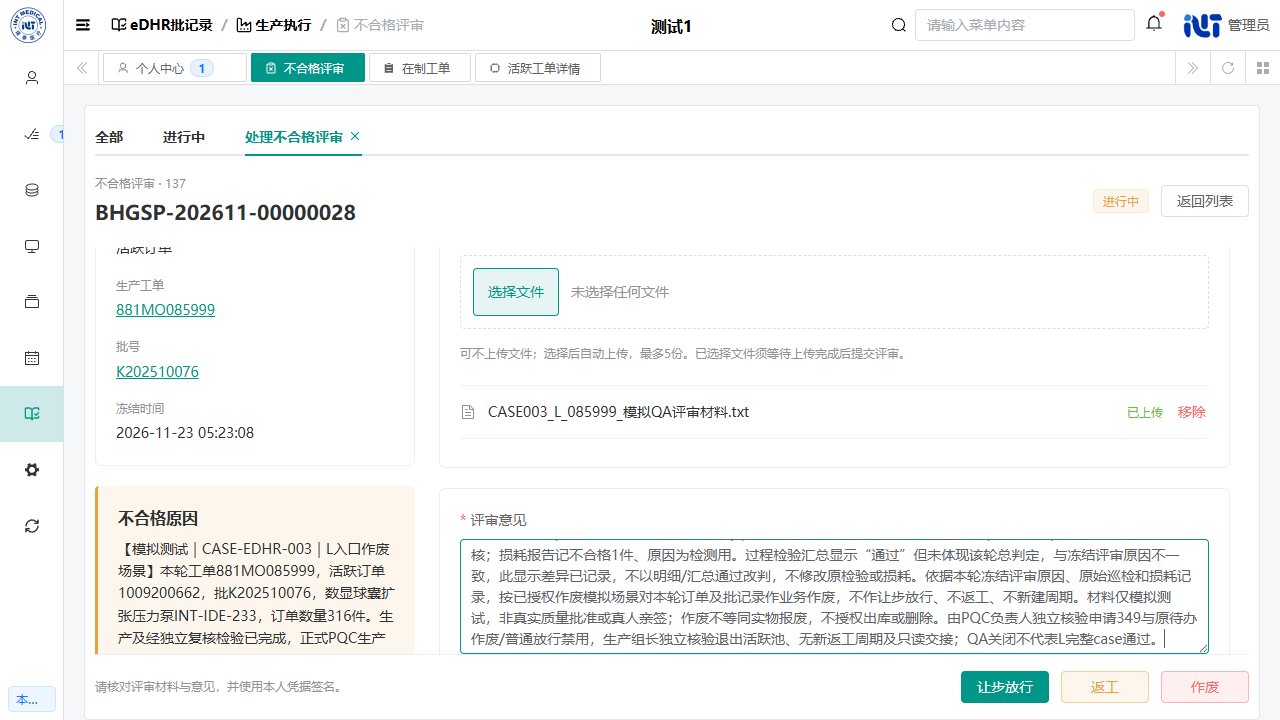 eDHR批记录 / 生产执行 / 不合格评审
测试1
请输入菜单内容
iNT 管理员
个人中心 1
不合格评审
在制工单
活跃工单详情
1
全部
进行中
处理不合格评审
不合格评审 · 137
BHGSP-202611-00000028
进行中
返回列表
活跃订单
生产工单
881MO085999
批号
K202510076
冻结时间
2026-11-23 05:23:08
选择文件 未选择任何文件
可不上传文件；选择后自动上传，最多5份。已选择文件须等待上传完成后提交评审。
CASE003_L_085999_模拟QA评审材料.txt 已上传 移除
不合格原因
【模拟测试｜CASE-EDHR-003｜L入口作废
场景】本轮工单881MO085999，活跃订单
1009200662，批K202510076，数显球囊扩
张压力泵INT-IDE-233，订单数量316件。生
产及经独立复核检验已完成，正式PQC生产
* 评审意见
核；损耗报告记不合格1件、原因为检测用。过程检验汇总显示“通过”但未体现该轮总判定，与冻结评审原因不一
致，此显示差异已记录，不以明细/汇总通过改判，不修改原检验或损耗。依据本轮冻结评审原因、原始巡检和损耗记
录，按已授权作废模拟场景对本轮订单及批记录作业务作废，不作让步放行、不返工、不新建周期。材料仅模拟测
试，非真实质量批准或真人亲签；作废不等同实物报废，不授权出库或删除。由PQC负责人独立核验申请349与原待办
作废/普通放行禁用，生产组长独立核验退出活跃池、无新返工周期及只读交接；QA关闭不代表L完整case通过。
请核对评审材料与意见，并使用本人凭据签名。
让步放行
返工
作废
本...